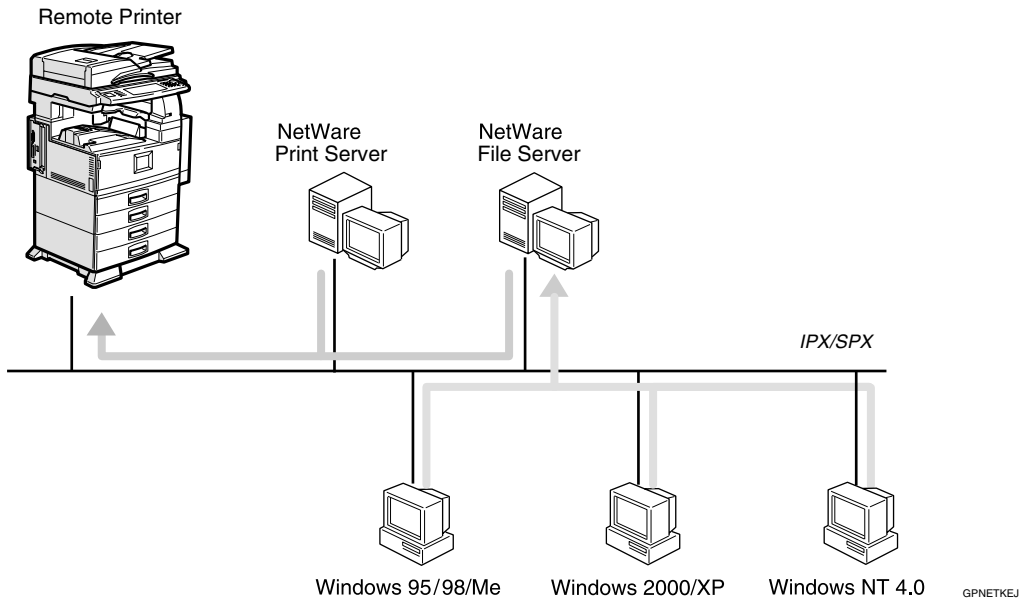 Remote Printer
NetWare
Print Server
NetWare
File Server
IPX/SPX
Windows 95/98/Me
Windows 2000/XP
Windows NT 4.0
GPNETKEJ